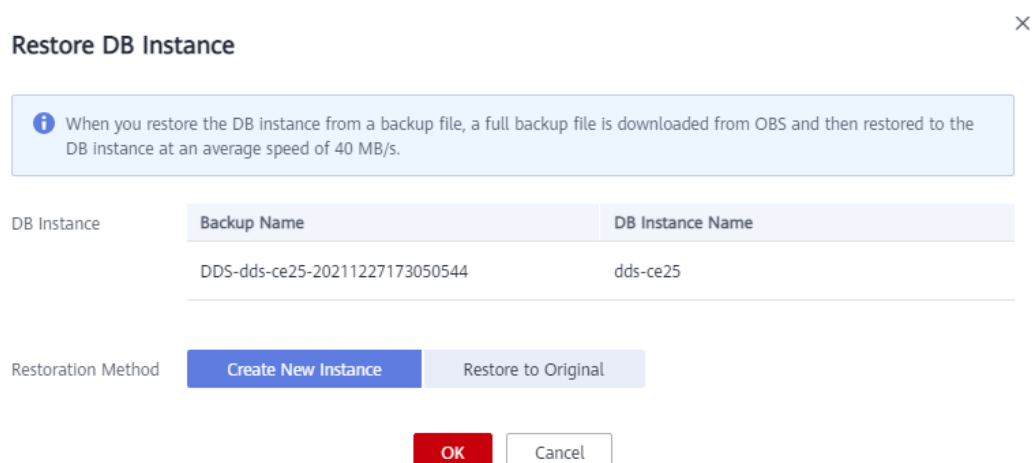 Restore DB Instance
When you restore the DB instance from a backup file, a full backup file is downloaded from OBS and then restored to the
DB instance at an average speed of 40 MB/s.
DB Instance
Backup Name
DB Instance Name
DDS-dds-ce25-20211227173050544
dds-ce25
Restoration Method
Create New Instance
Restore to Original
OK
Cancel